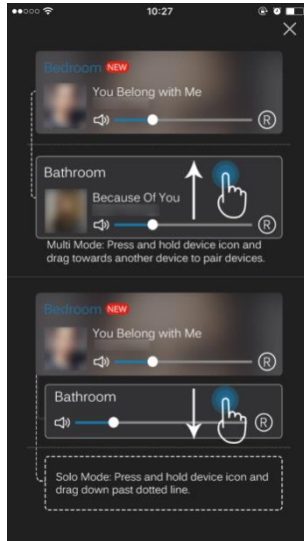 10:27
Bedroom NEW
You Belong with Me
R
Bathroom
Because Of You
R
Multi Mode: Press and hold device icon and
drag towards another device to pair devices.
Bedroom NEW
You Belong with Me
R
Bathroom
R
Solo Mode: Press and hold device icon and
drag down past dotted line.